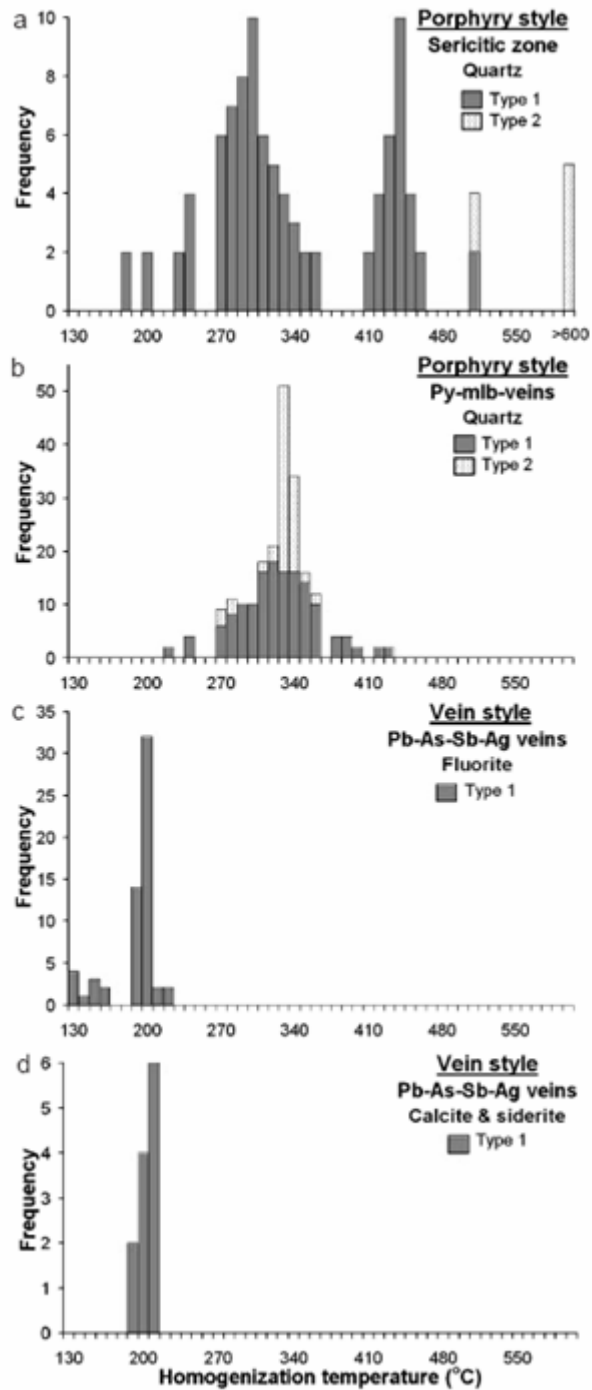 a
Porphyry style
Sericitic zone
Quartz
Type 1
Type 2
Frequency
10
8
6
4
2
0
130 200 270 340 410 480 550 >600
b
Porphyry style
Py-mlb-veins
Quartz
Type 1
Type 2
Frequency
50
40
30
20
10
0
130 200 270 340 410 480 550
c
Vein style
Pb-As-Sb-Ag veins
Fluorite
Type 1
Frequency
35
30
25
20
15
10
5
0
130 200 270 340 410 480 550
d
Vein style
Pb-As-Sb-Ag veins
Calcite & siderite
Type 1
Frequency
6
5
4
3
2
1
0
130 200 270 340 410 480 550
Homogenization temperature (°C)